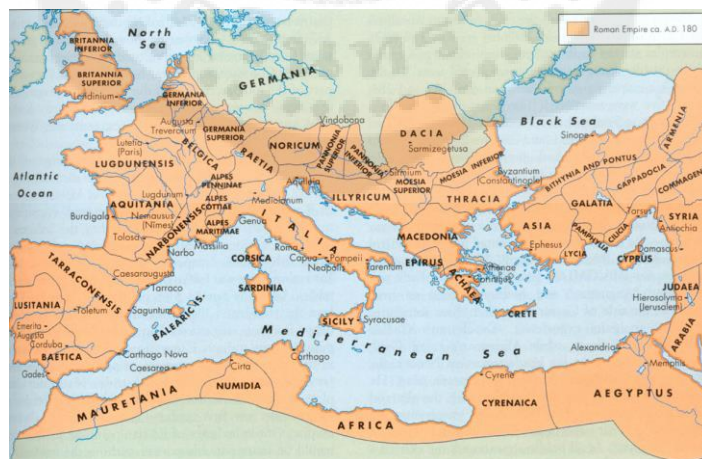 Roman Empire ca. A.D. 180
North
Sea
BRITANNIA
INFERIOR
BRITANNIA
SUPERIOR
Londinium
GERMANIA
GERMANIA
INFERIOR
Augusta
Treverorum
GERMANIA
SUPERIOR
Lutetia
(Paris)
BELGICA
LUGDUNENSIS
RAETIA
NORICUM
Vindobona
PANNONIA
SUPERIOR
PANNONIA
INFERIOR
DACIA
Sarmizegetuso
Black Sea
Sinope
ARMENIA
Atlantic
Ocean
AQUITANIA
Lugdunum
Burdigala
Nemausus
(Nimes)
Tolosa
NARBONENSIS
Narbo
Massilia
ALPES
PENNINAE
ALPES
COTTIAE
ALPES
MARITIMAE
Mediolanum
Genua
Aquileia
ILLYRICUM
Sirmium
MOESIA
SUPERIOR
MOESIA INFERIOR
Byzantium
(Constantinople)
THRACIA
BITHYNIA AND PONTUS
CAPPADOCIA
COMMAGENE
GALATIA
ASIA
Ephesus
LYCIA
PAMPHYLIA
CILICIA
Tarsus
SYRIA
Antiochia
CYPRUS
Damascus
ITALIA
CORSICA
SARDINIA
Roma
Capua
Pompeii
Neapolis
Tarentum
MACEDONIA
EPIRUS
ACHAEA
Athenae
CRETE
SICILY
Syracusae
TARRACONENSIS
Caesaraugusta
Tarraco
LUSITANIA
Toletum
Saguntum
BALEARICUS.
Emerita
Augusta
Corduba
BAETICA
Gades
Carthago Nova
Caesarea
Mediterranean Sea
Carthago
Cirta
MAURETANIA
NUMIDIA
AFRICA
Cyrene
CYRENAICA
Alexandria
Memphis
AEGYPTUS
JUDAEA
Hierosolyma
(Jerusalem)
ARABIA